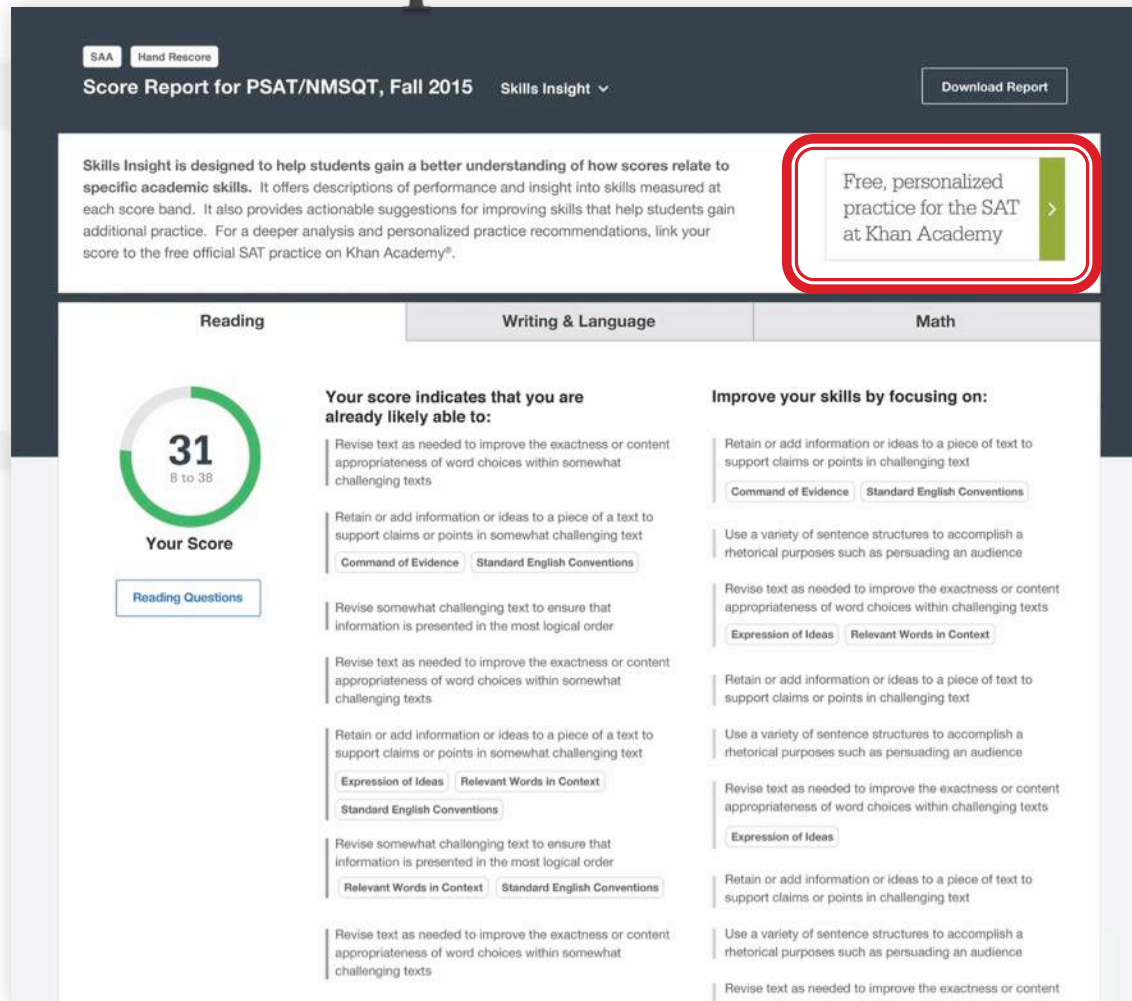 SAA Hand Rescore
Score Report for PSAT/NMSQT, Fall 2015 Skills Insight
Download Report
Skills Insight is designed to help students gain a better understanding of how scores relate to
specific academic skills. It offers descriptions of performance and insight into skills measured at
each score band. It also provides actionable suggestions for improving skills that help students gain
additional practice. For a deeper analysis and personalized practice recommendations, link your
score to the free official SAT practice on Khan Academy®.
Free, personalized
practice for the SAT
at Khan Academy
Reading Writing & Language Math
31
8 to 38
Your Score
Reading Questions
Your score indicates that you are
already likely able to:
Revise text as needed to improve the exactness or content
appropriateness of word choices within somewhat
challenging texts
Retain or add information or ideas to a piece of a text to
support claims or points in somewhat challenging text
Command of Evidence Standard English Conventions
Revise somewhat challenging text to ensure that
information is presented in the most logical order
Revise text as needed to improve the exactness or content
appropriateness of word choices within somewhat
challenging texts
Retain or add information or ideas to a piece of a text to
support claims or points in somewhat challenging text
Expression of Ideas Relevant Words in Context
Standard English Conventions
Revise somewhat challenging text to ensure that
information is presented in the most logical order
Relevant Words in Context Standard English Conventions
Revise text as needed to improve the exactness or content
appropriateness of word choices within somewhat
challenging texts
Improve your skills by focusing on:
Retain or add information or ideas to a piece of text to
support claims or points in challenging text
Command of Evidence Standard English Conventions
Use a variety of sentence structures to accomplish a
rhetorical purposes such as persuading an audience
Revise text as needed to improve the exactness or content
appropriateness of word choices within challenging texts
Expression of Ideas Relevant Words in Context
Retain or add information or ideas to a piece of text to
support claims or points in challenging text
Use a variety of sentence structures to accomplish a
rhetorical purposes such as persuading an audience
Revise text as needed to improve the exactness or content
appropriateness of word choices within challenging texts
Expression of Ideas
Retain or add information or ideas to a piece of text to
support claims or points in challenging text
Use a variety of sentence structures to accomplish a
rhetorical purposes such as persuading an audience
Revise text as needed to improve the exactness or content